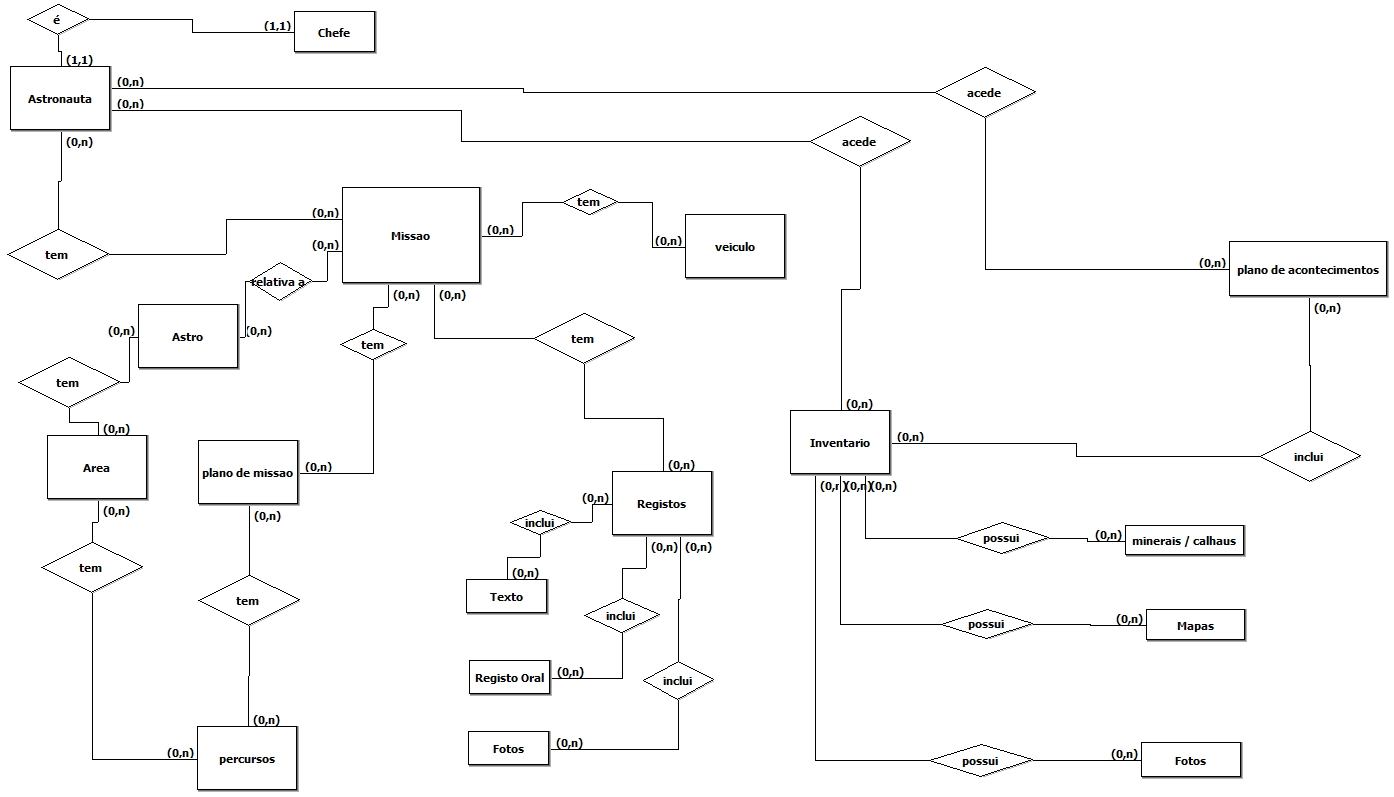 é
(1,1)
Chefe
(1,1)
Astronauta
(0,n)
(0,n)
(0,n)
acede
acede
tem
(0,n)
(0,n)
Missao
(0,n)
tem
(0,n)
veiculo
(0,n)
plano de acontecimentos
(0,n)
relativa a
(0,n)
(0,n)
(0,n)
Astro
(0,n)
tem
tem
tem
(0,n)
Area
(0,n)
plano de missao
(0,n)
(0,n)
(0,n)
Inventario
(0,n)
inclui
(0,n)
(0,n)
(0,n)
(0,n)
Registos
(0,n)
inclui
(0,n)
Texto
(0,n)
(0,n)
possui
(0,n)
minerais / calhaus
tem
tem
inclui
possui
(0,n)
Mapas
Registo Oral
(0,n)
inclui
(0,n)
(0,n)
percursos
Fotos
(0,n)
possui
(0,n)
Fotos